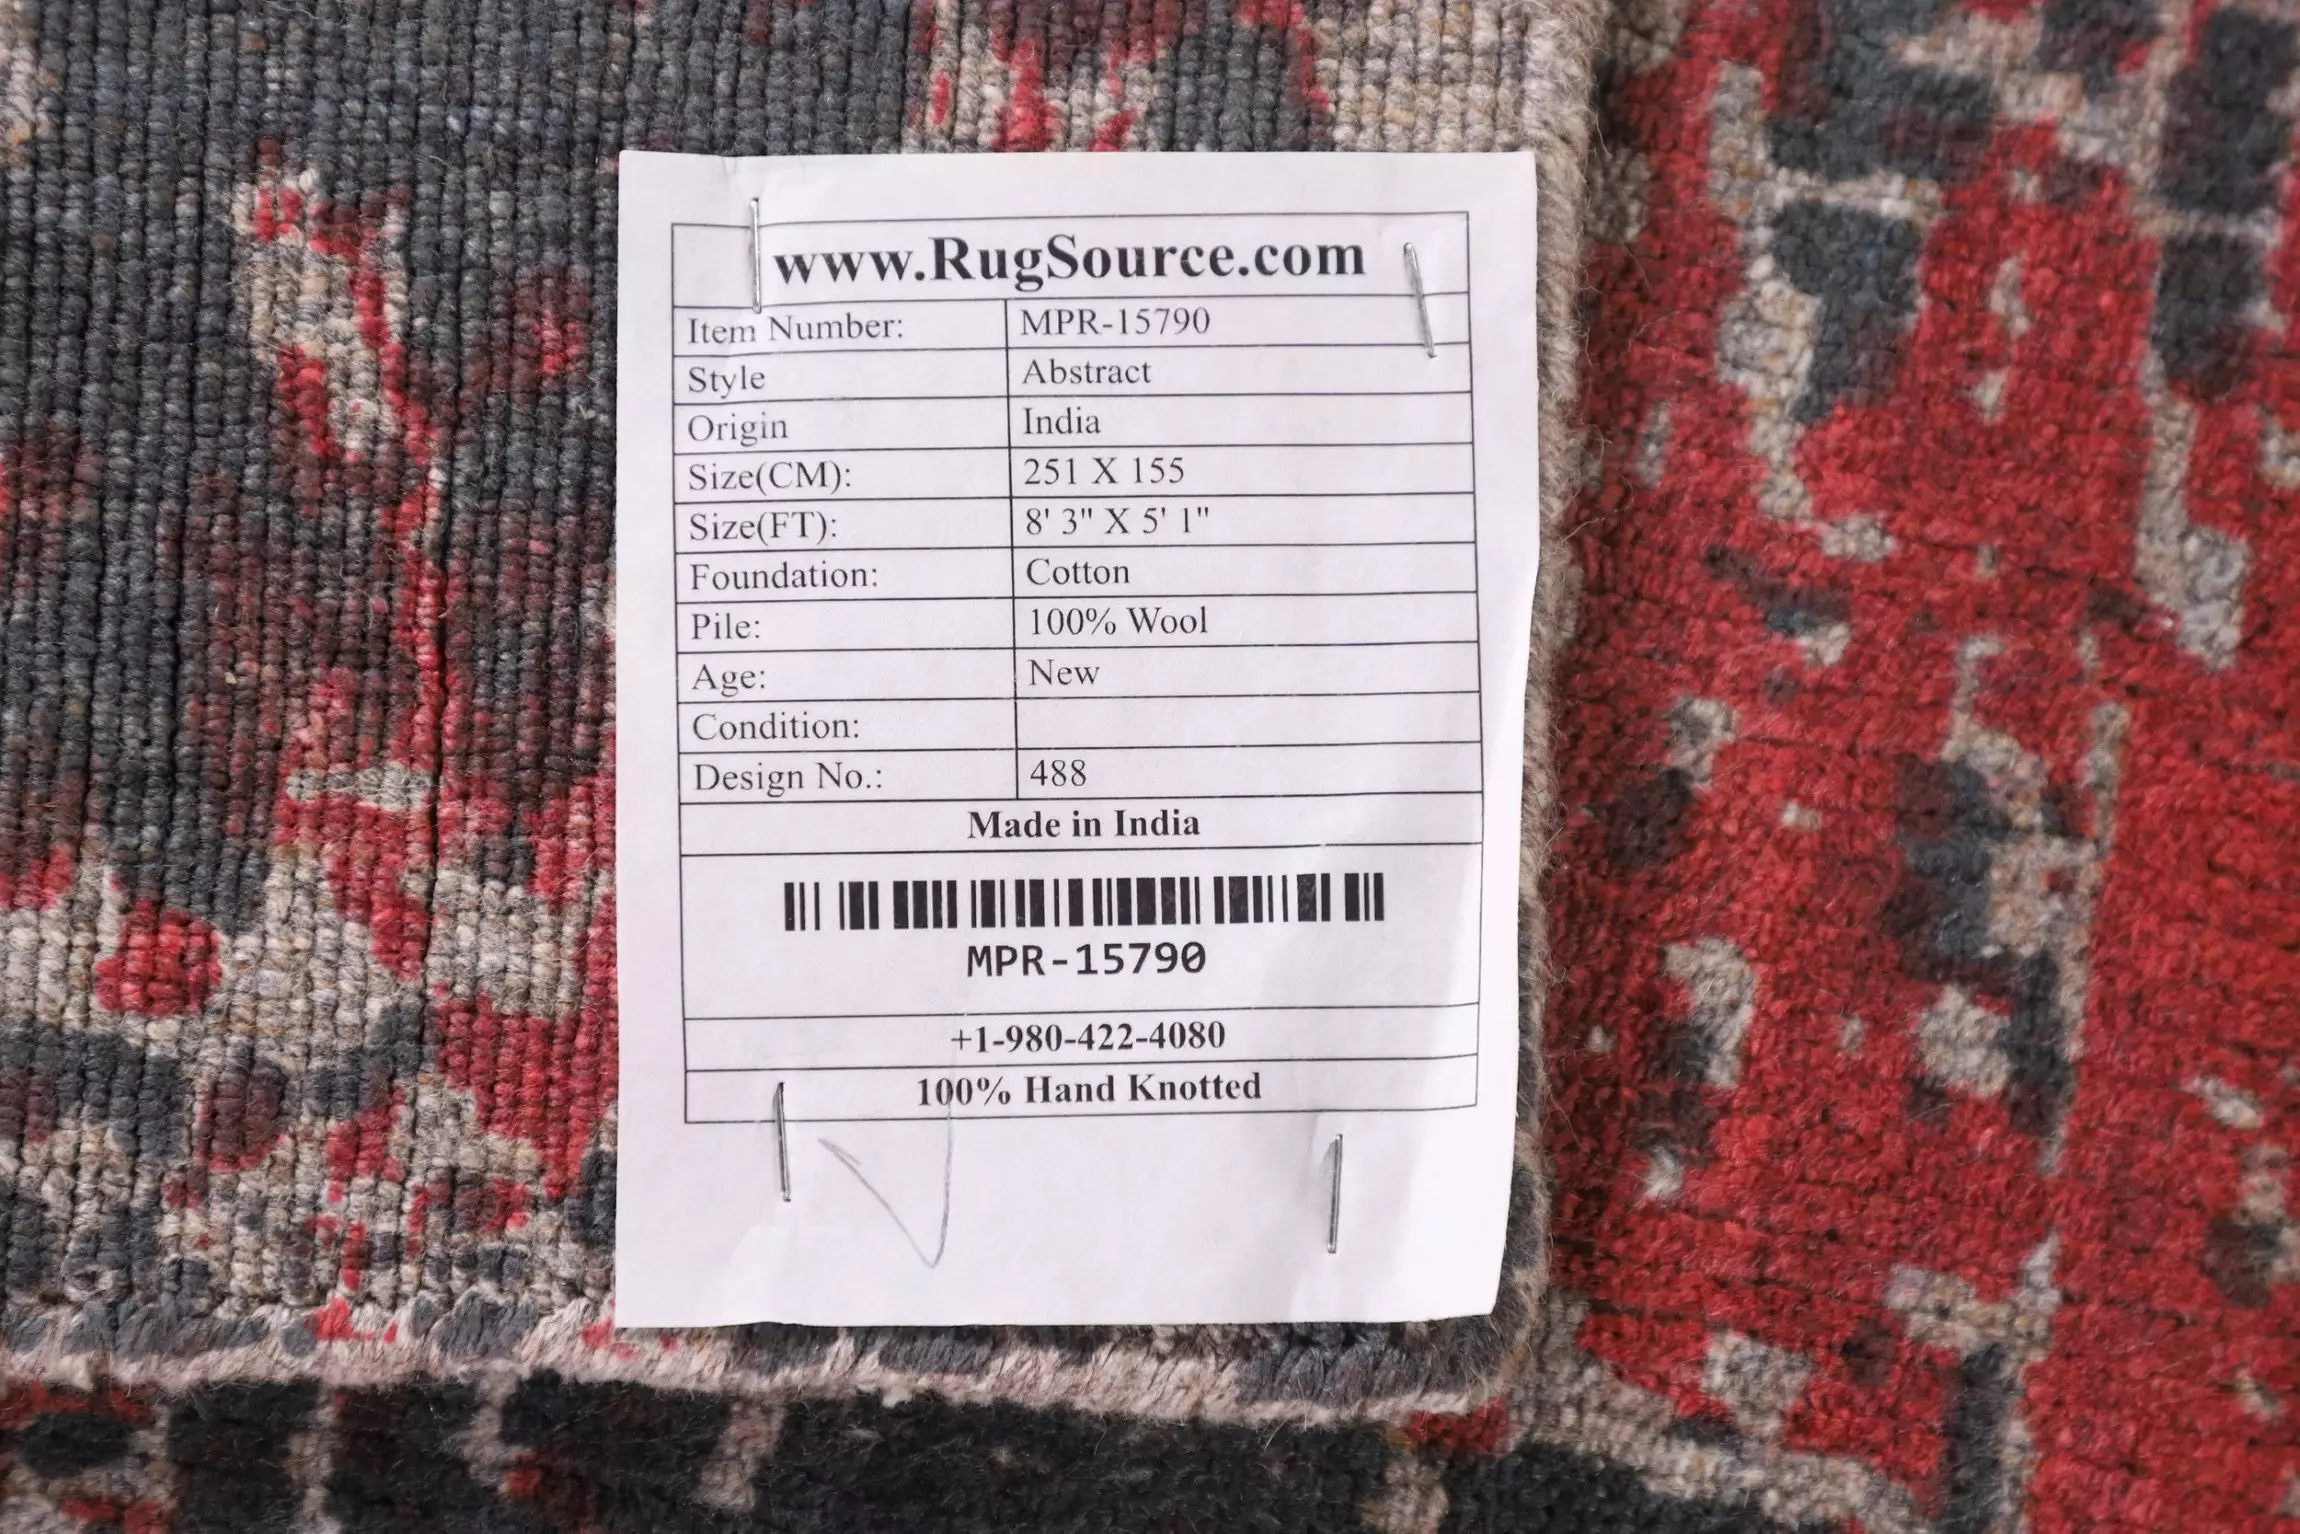 www.RugSource.com
Item Number: MPR-15790
Style Abstract
Origin India
Size(CM): 251 X 155
Size(FT): 8' 3" X 5' 1"
Foundation: Cotton
Pile: 100% Wool
Age: New
Condition:
Design No.: 488
Made in India
MPR-15790
+1-980-422-4080
100% Hand Knotted